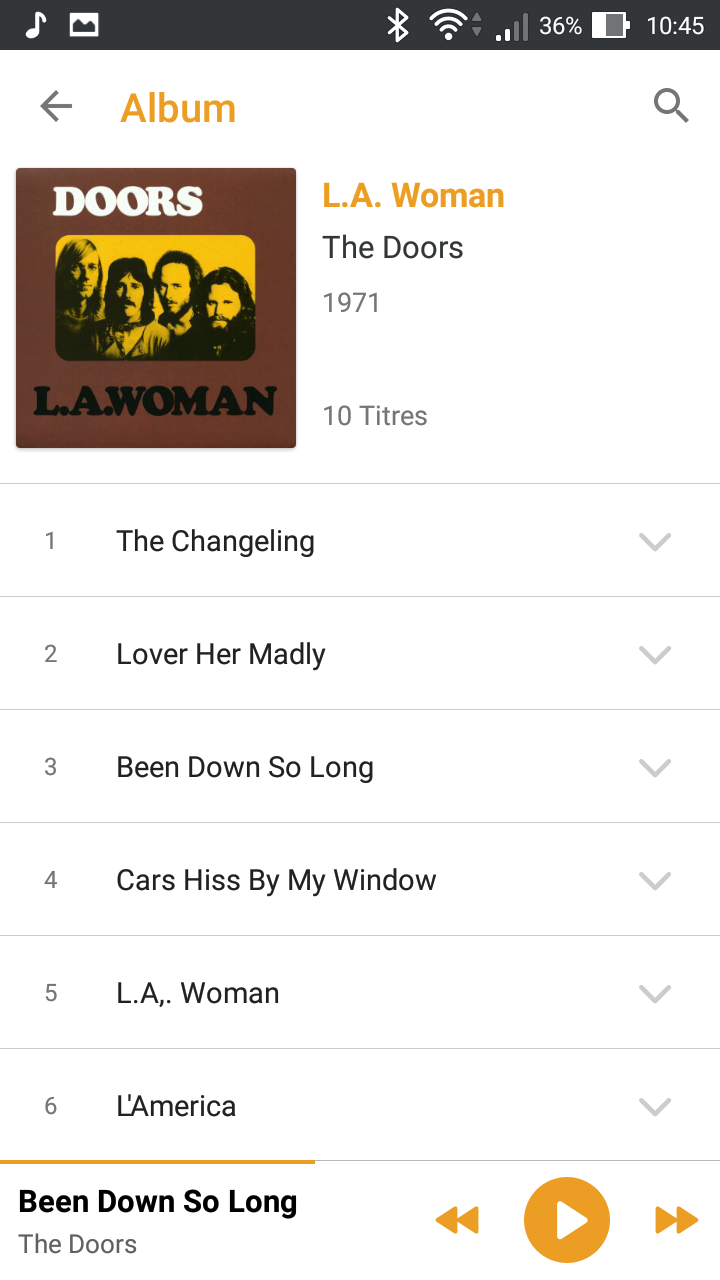 36% 10:45
Album
DOORS
L.A.WOMAN
L.A. Woman
The Doors
1971
10 Titres
1 The Changeling
2 Lover Her Madly
3 Been Down So Long
4 Cars Hiss By My Window
5 L.A,. Woman
6 L'America
Been Down So Long
The Doors